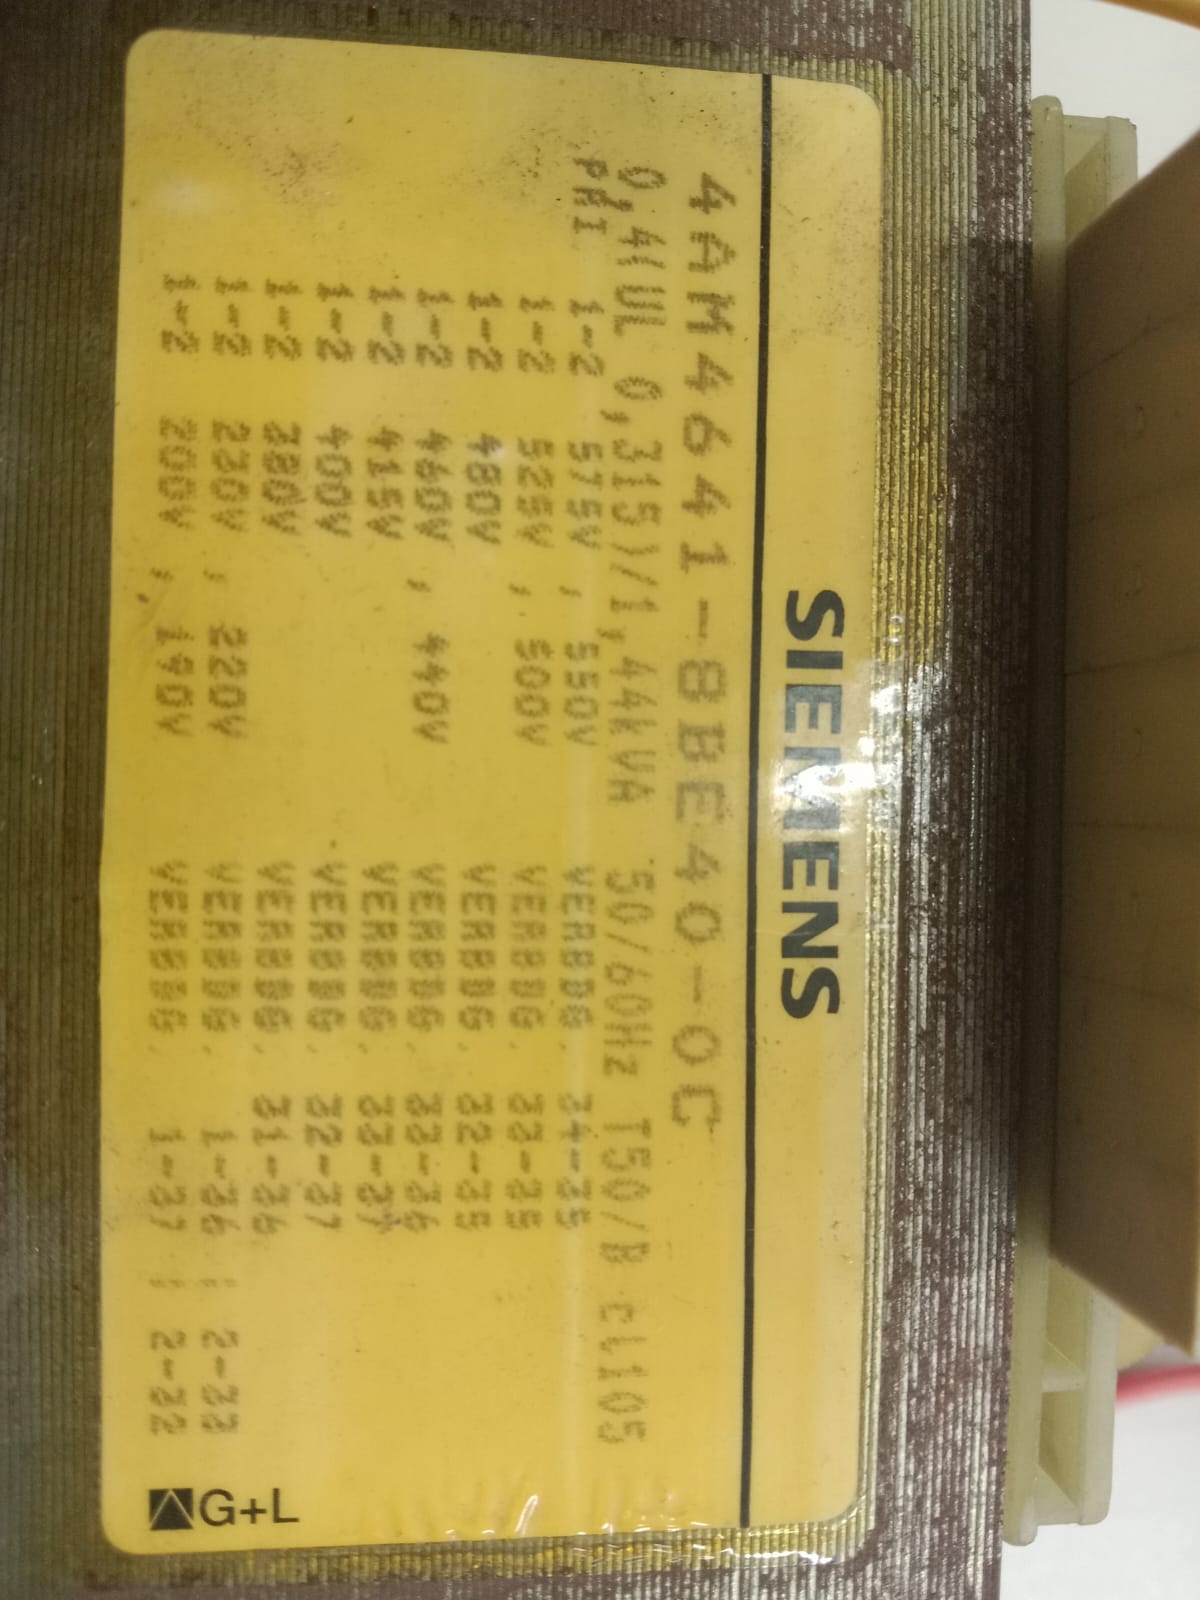 SIEMENS
4AM4641-8BE40-0C
0,4(UL 0,315)/1,44kVA 50/60Hz T50/B cl105
PRI 1-2 575V , 550V VERBDG. 34-35
1-2 525V , 500V VERBDG. 33-35
1-2 480V VERBDG. 32-35
1-2 460V , 440V VERBDG. 33-36
1-2 415V VERBDG. 33-37
1-2 400V VERBDG. 32-37
1-2 380V VERBDG. 31-36
1-2 230V , 220V VERBDG. 1-36 ; 2-33
1-2 200V , 190V VERBDG. 1-37 ; 2-32
G+L